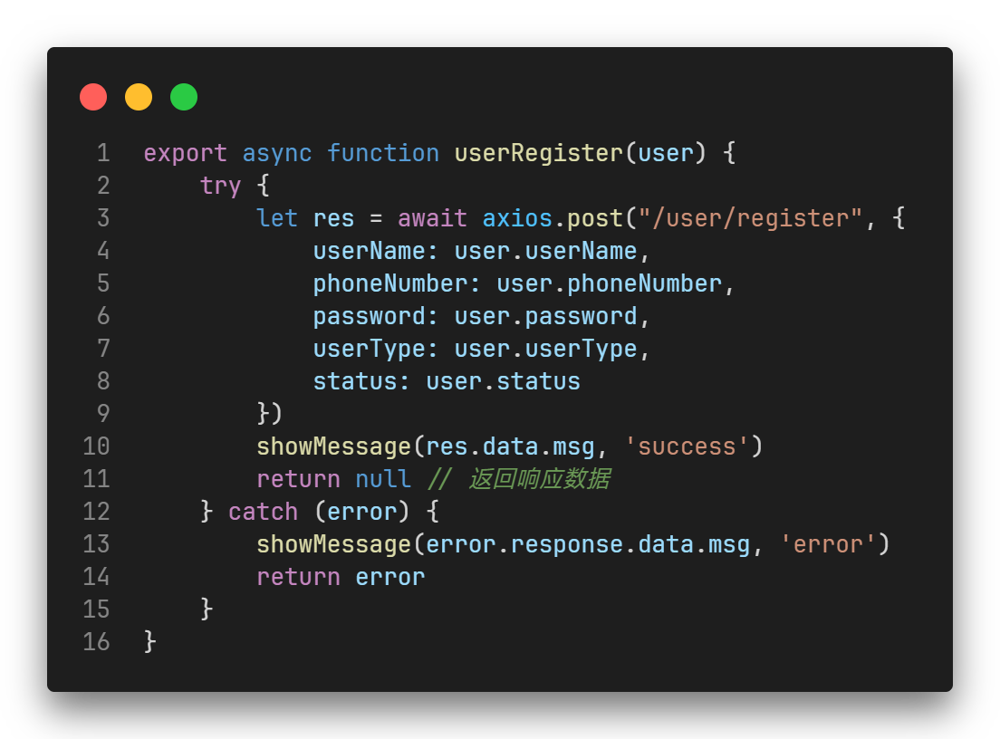 1 export async function userRegister(user) {
2     try {
3         let res = await axios.post("/user/register", {
4             userName: user.userName,
5             phoneNumber: user.phoneNumber,
6             password: user.password,
7             userType: user.userType,
8             status: user.status
9         })
10         showMessage(res.data.msg, 'success')
11         return null // 返回响应数据
12     } catch (error) {
13         showMessage(error.response.data.msg, 'error')
14         return error
15     }
16 }